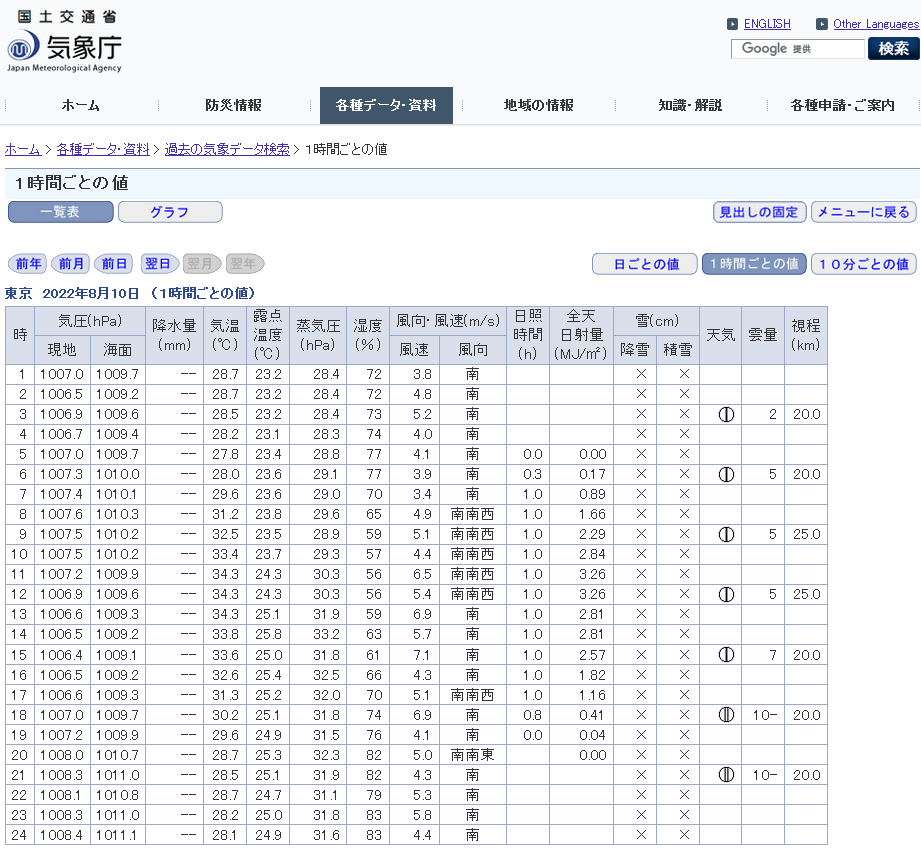 国土交通省
気象庁
Japan Meteorological Agency
ENGLISH Other Languages
Google 提供 検索
ホーム 防災情報 各種データ・資料 地域の情報 知識・解説 各種申請・ご案内
ホーム > 各種データ・資料 > 過去の気象データ検索 > 1時間ごとの値
1時間ごとの値
一覧表 グラフ 見出しの固定 メニューに戻る
前年 前月 前日 翌日 翌月 翌年 日ごとの値 1時間ごとの値 10分ごとの値
東京 2022年8月10日 (1時間ごとの値)
時 気圧(hPa) 降水量(mm) 気温(℃) 露点温度(℃) 蒸気圧(hPa) 湿度(%) 風向・風速(m/s) 日照時間(h) 全天日射量(MJ/㎡) 雪(cm) 天気 雲量 視程(km)
現地 海面 風速 風向 降雪 積雪
1 1007.0 1009.7 -- 28.7 23.2 28.4 72 3.8 南 × ×
2 1006.5 1009.2 -- 28.7 23.2 28.4 72 4.8 南 × ×
3 1006.9 1009.6 -- 28.5 23.2 28.4 73 5.2 南 × × 2 20.0
4 1006.7 1009.4 -- 28.2 23.1 28.3 74 4.0 南 × ×
5 1007.0 1009.7 -- 27.8 23.4 28.8 77 4.1 南 0.0 0.00 × ×
6 1007.3 1010.0 -- 28.0 23.6 29.1 77 3.9 南 0.3 0.17 × × 5 20.0
7 1007.4 1010.1 -- 29.6 23.6 29.0 70 3.4 南 1.0 0.89 × ×
8 1007.6 1010.3 -- 31.2 23.8 29.6 65 4.9 南南西 1.0 1.66 × ×
9 1007.5 1010.2 -- 32.5 23.5 28.9 59 5.1 南南西 1.0 2.29 × × 5 25.0
10 1007.5 1010.2 -- 33.4 23.7 29.3 57 4.4 南南西 1.0 2.84 × ×
11 1007.2 1009.9 -- 34.3 24.3 30.3 56 6.5 南南西 1.0 3.26 × ×
12 1006.9 1009.6 -- 34.3 24.3 30.3 56 5.4 南南西 1.0 3.26 × × 5 25.0
13 1006.6 1009.3 -- 34.3 25.1 31.9 59 6.9 南 1.0 2.81 × ×
14 1006.5 1009.2 -- 33.8 25.8 33.2 63 5.7 南 1.0 2.81 × ×
15 1006.4 1009.1 -- 33.6 25.0 31.8 61 7.1 南 1.0 2.57 × × 7 20.0
16 1006.5 1009.2 -- 32.6 25.4 32.5 66 4.3 南 1.0 1.82 × ×
17 1006.6 1009.3 -- 31.3 25.2 32.0 70 5.1 南南西 1.0 1.16 × ×
18 1007.0 1009.7 -- 30.2 25.1 31.8 74 6.9 南 0.8 0.41 × × 10- 20.0
19 1007.2 1009.9 -- 29.6 24.9 31.5 76 4.1 南 0.0 0.04 × ×
20 1008.0 1010.7 -- 28.7 25.3 32.3 82 5.0 南南東 0.00 × ×
21 1008.3 1011.0 -- 28.5 25.1 31.9 82 4.3 南 × × 10- 20.0
22 1008.1 1010.8 -- 28.7 24.7 31.1 79 5.3 南 × ×
23 1008.3 1011.0 -- 28.2 25.0 31.8 83 5.8 南 × ×
24 1008.4 1011.1 -- 28.1 24.9 31.6 83 4.4 南 × ×